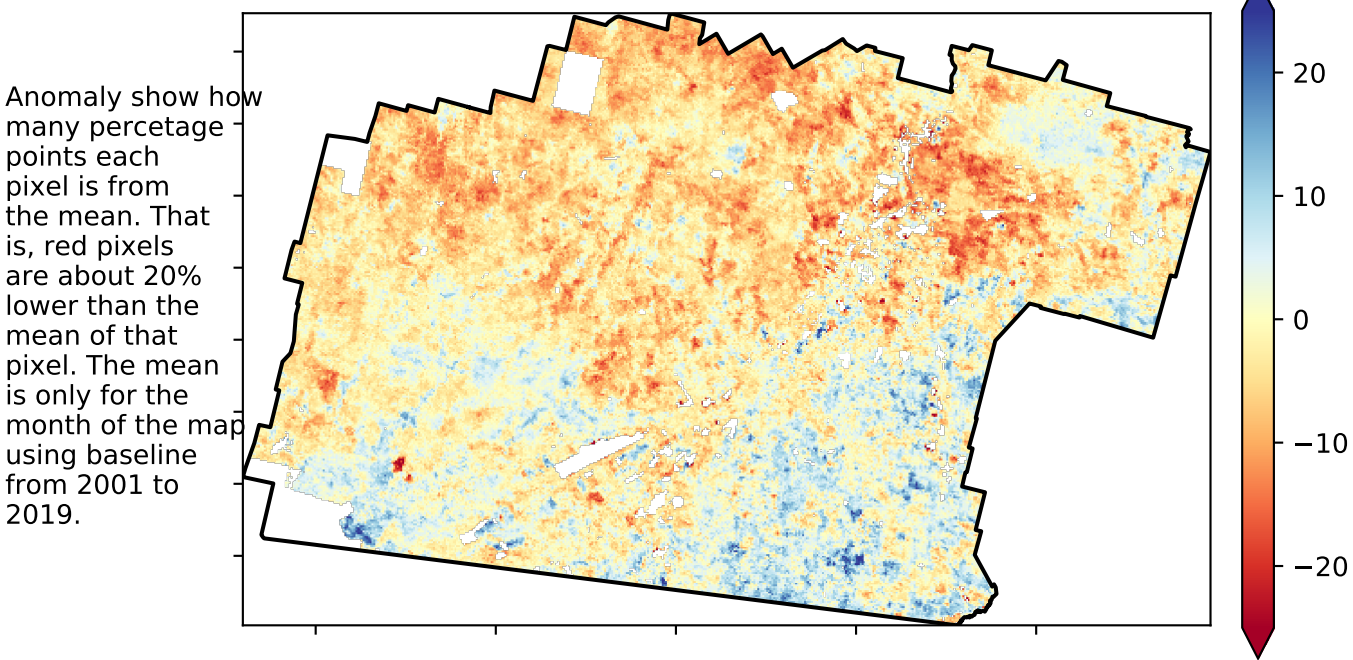 Anomaly show how
many percetage
points each
pixel is from
the mean. That
is, red pixels
are about 20%
lower than the
mean of that
pixel. The mean
is only for the
month of the map
using baseline
from 2001 to
2019.
20
10
0
−10
−20